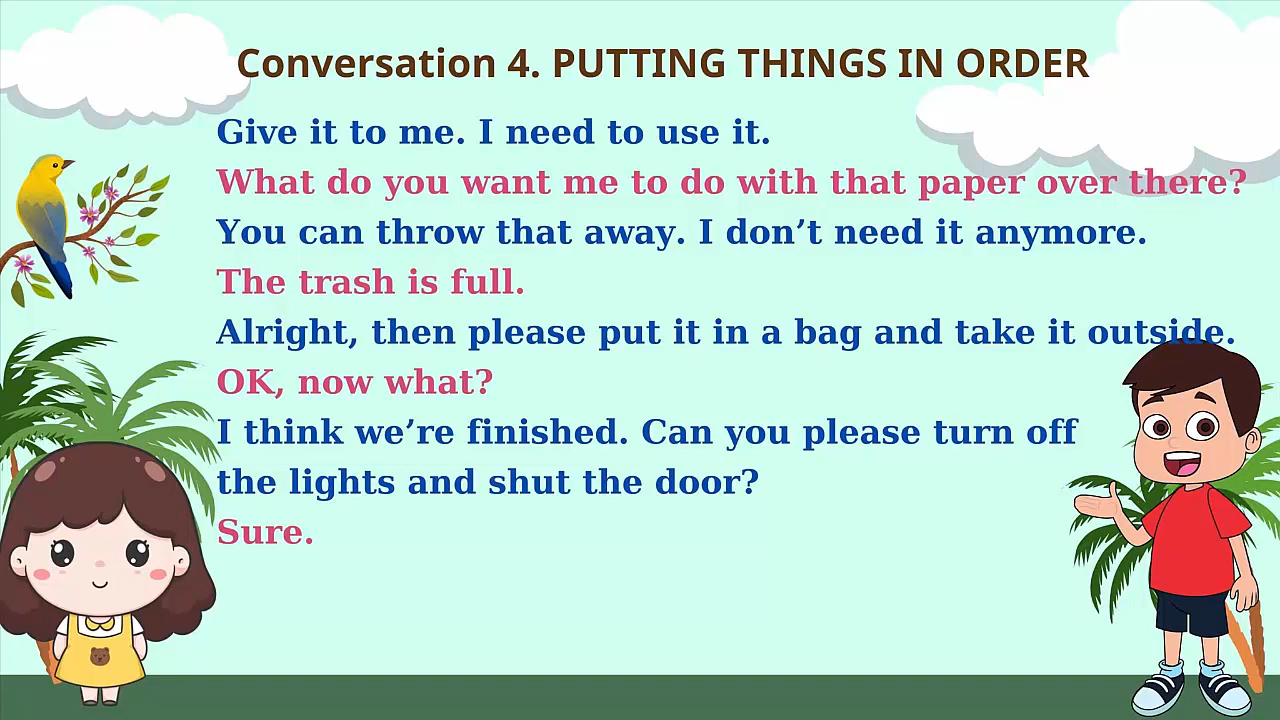 Conversation 4. PUTTING THINGS IN ORDER
Give it to me. I need to use it.
What do you want me to do with that paper over there?
You can throw that away. I don’t need it anymore.
The trash is full.
Alright, then please put it in a bag and take it outside.
OK, now what?
I think we’re finished. Can you please turn off
the lights and shut the door?
Sure.